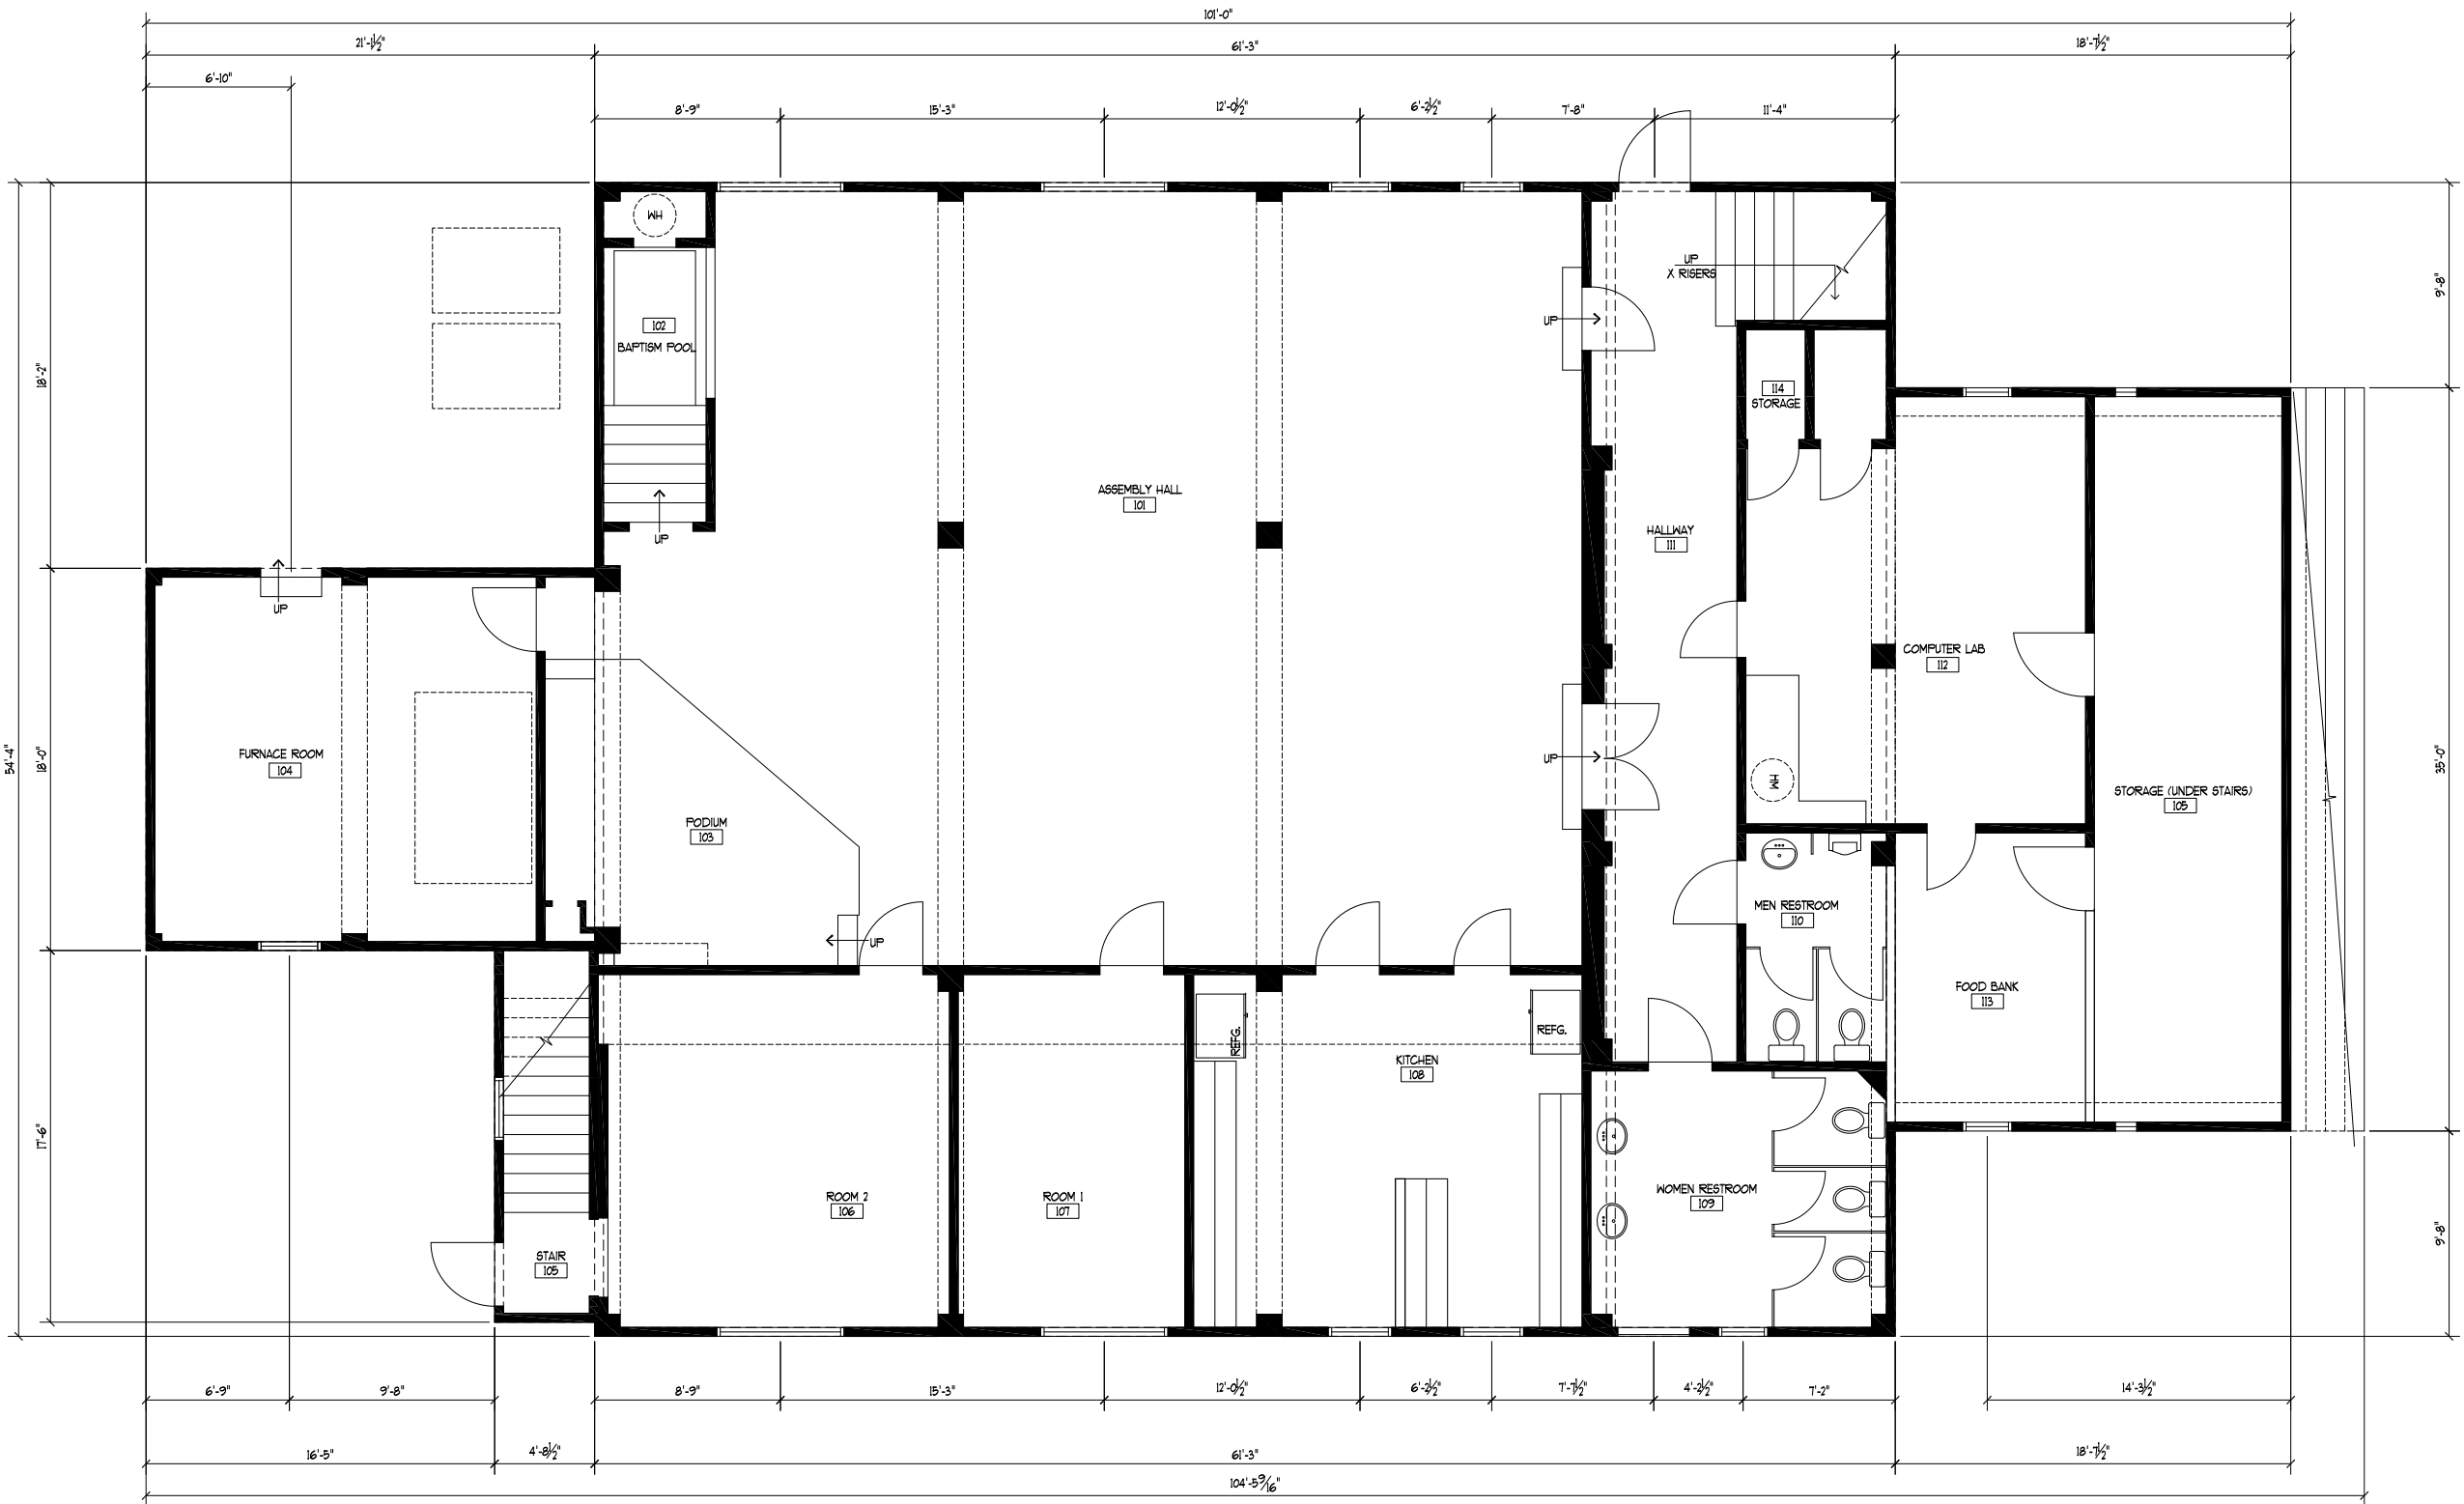 101'-0"
21'-1½"
61'-3"
18'-7½"
6'-10"
8'-9"
15'-3"
12'-0½"
6'-2½"
7'-8"
11'-4"
WH
UP
X RISERS
9'-8"
102
BAPTISM POOL
UP
18'-2"
114
STORAGE
ASSEMBLY HALL
101
HALLWAY
111
UP
UP
COMPUTER LAB
112
FURNACE ROOM
104
54'-4"
18'-0"
UP
35'-0"
WH
STORAGE (UNDER STAIRS)
105
PODIUM
103
MEN RESTROOM
110
UP
FOOD BANK
113
REFG.
REFG.
KITCHEN
108
17'-6"
ROOM 2
106
ROOM 1
107
WOMEN RESTROOM
109
9'-8"
STAIR
105
6'-9"
9'-8"
8'-9"
15'-3"
12'-0½"
6'-2½"
7'-7½"
4'-2½"
7'-2"
14'-3½"
16'-5"
4'-8½"
61'-3"
18'-7½"
104'-5 9/16"